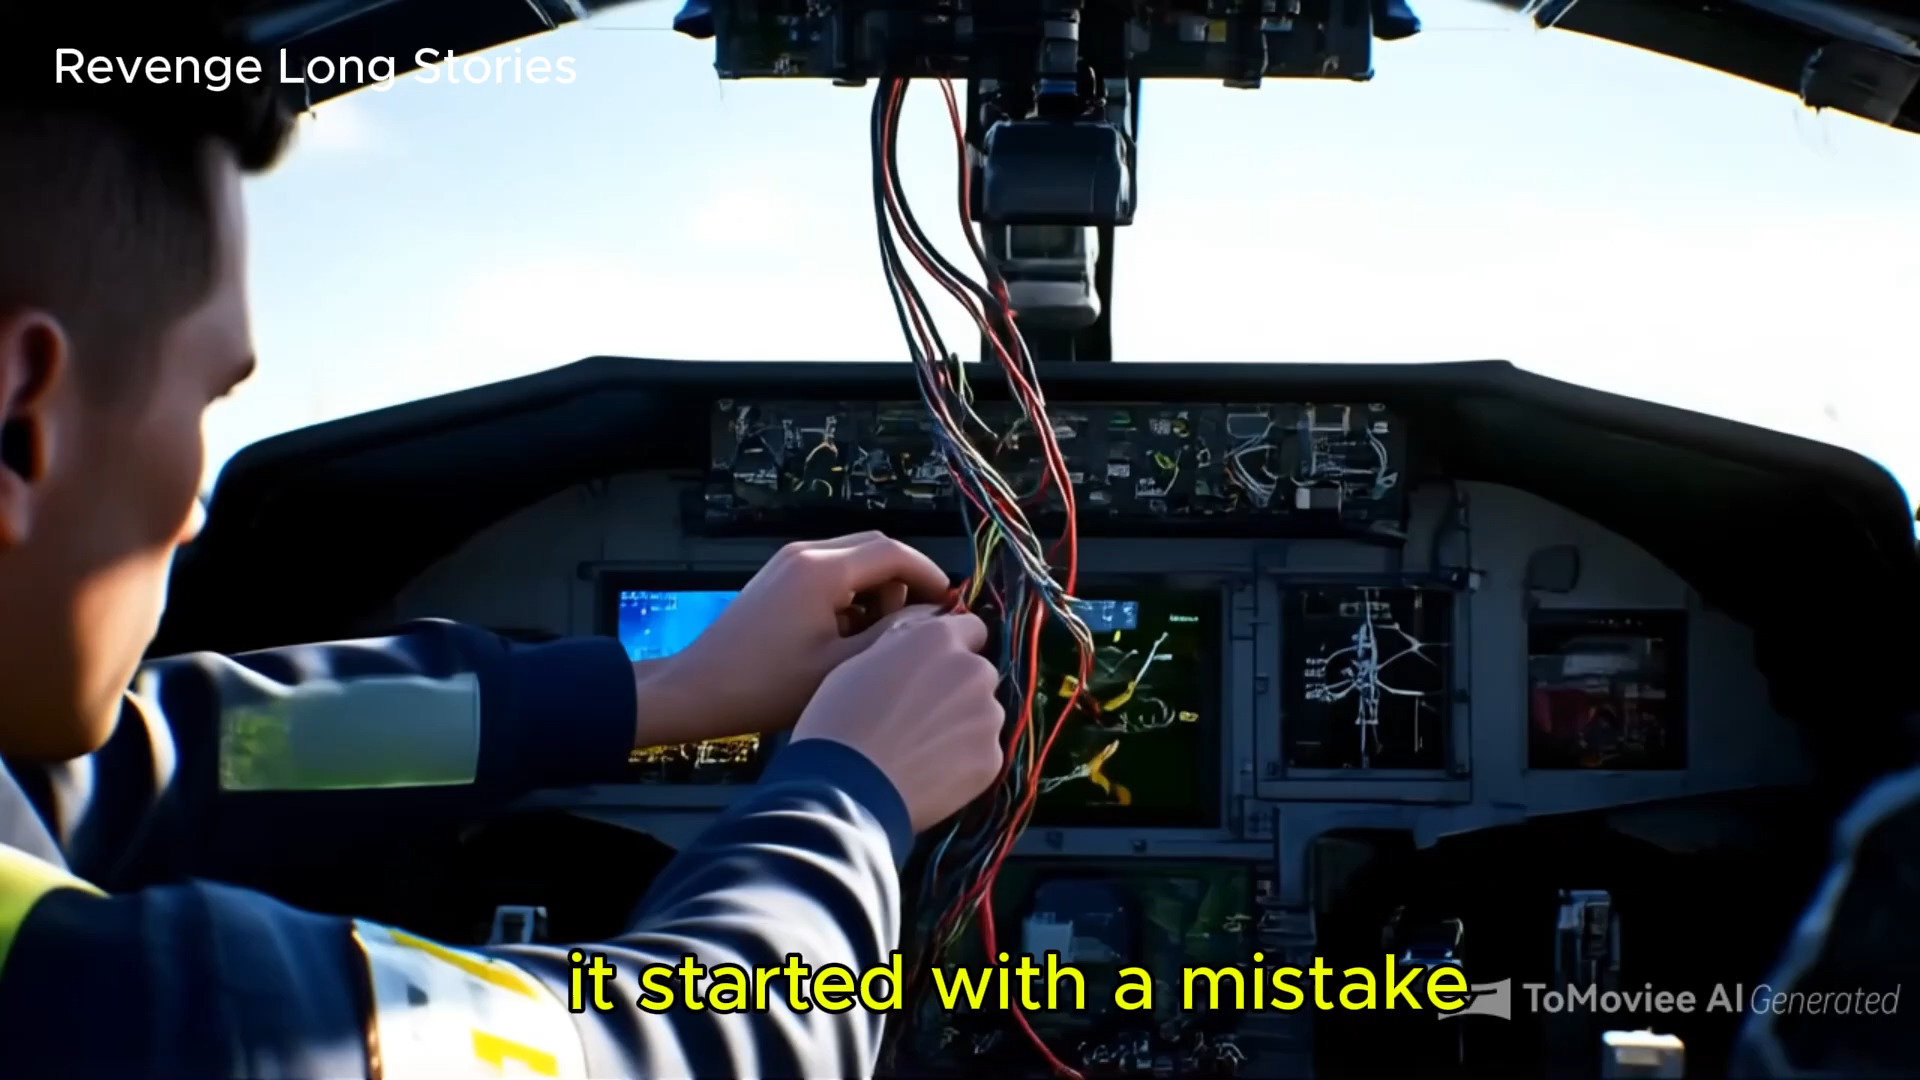 Revenge Long Stories
it started with a mistake
ToMoviee AI Generated